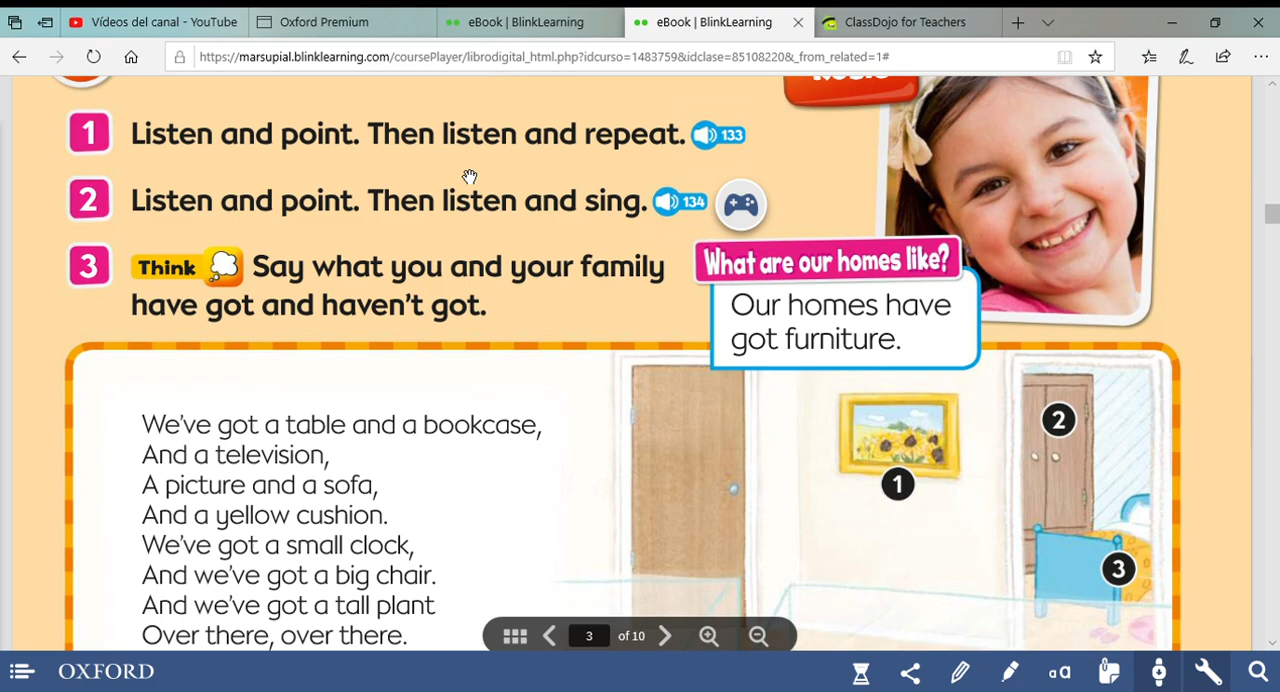 Vídeos del canal - YouTube
Oxford Premium
eBook | BlinkLearning
eBook | BlinkLearning
ClassDojo for Teachers
https://marsupial.blinklearning.com/coursePlayer/librodigital_html.php?idcurso=1483759&idclase=85108220&_from_related=1#
1 Listen and point. Then listen and repeat. 133
2 Listen and point. Then listen and sing. 134
3 Think Say what you and your family
have got and haven't got.
What are our homes like?
Our homes have
got furniture.
We've got a table and a bookcase,
And a television,
A picture and a sofa,
And a yellow cushion.
We've got a small clock,
And we've got a big chair.
And we've got a tall plant
Over there, over there.
1
2
3
3 of 10
OXFORD
aA